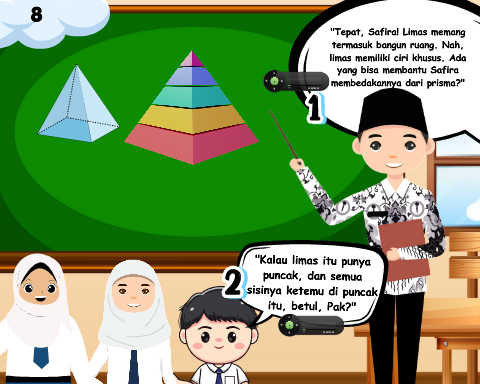 8
"Tepat, Safira! Limas memang
termasuk bangun ruang. Nah,
limas memiliki ciri khusus. Ada
yang bisa membantu Safira
membedakannya dari prisma?"
1
"Kalau limas itu punya
puncak, dan semua
sisinya ketemu di puncak
itu, betul, Pak?"
2